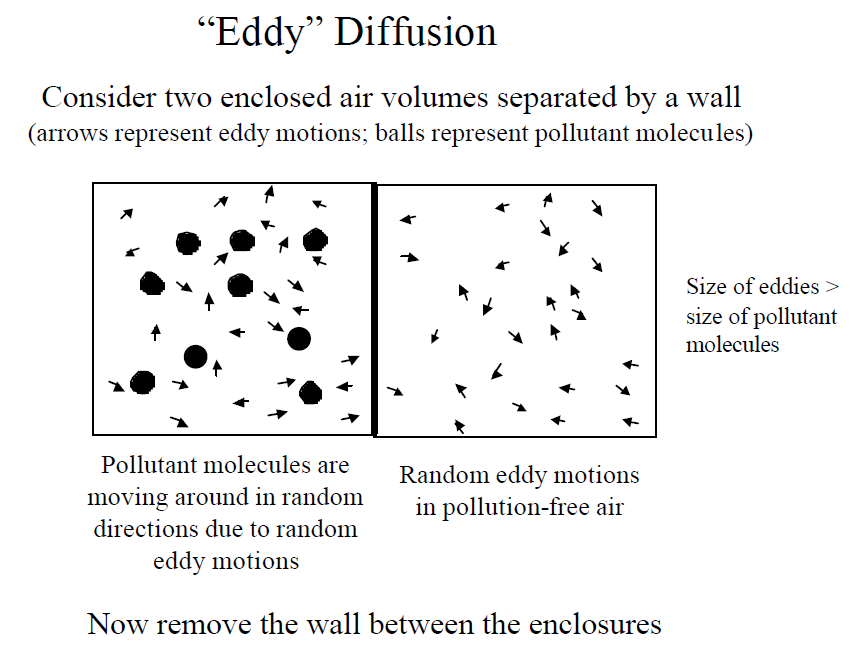 “Eddy” Diffusion
Consider two enclosed air volumes separated by a wall
(arrows represent eddy motions; balls represent pollutant molecules)
Size of eddies >
size of pollutant
molecules
Pollutant molecules are
moving around in random
directions due to random
eddy motions
Random eddy motions
in pollution-free air
Now remove the wall between the enclosures